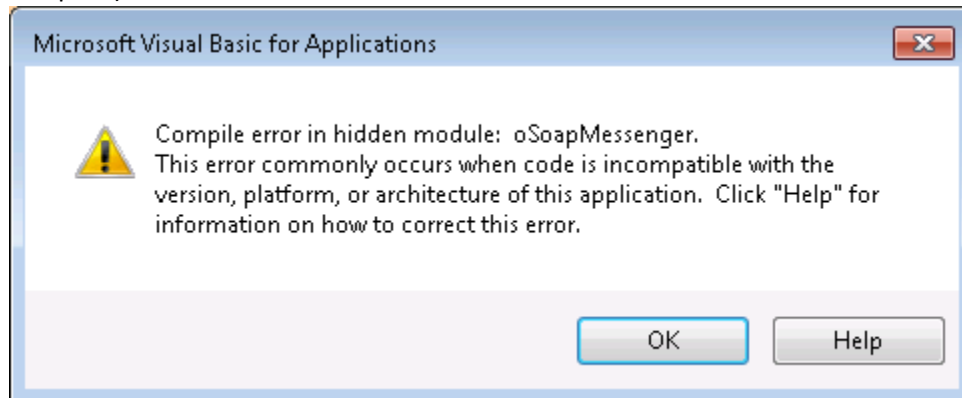 Microsoft Visual Basic for Applications
Compile error in hidden module: oSoapMessenger.
This error commonly occurs when code is incompatible with the
version, platform, or architecture of this application. Click "Help" for
information on how to correct this error.
OK
Help